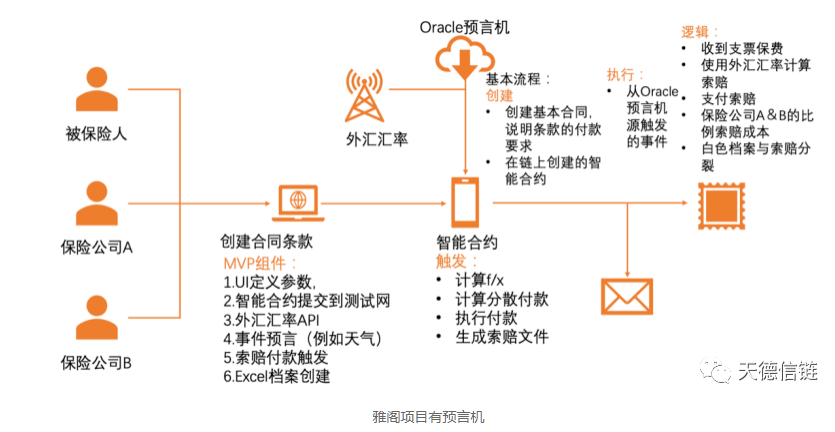 Oracle预言机
外汇汇率
被保险人
保险公司A
保险公司B
创建合同条款
MVP组件：
1.UI定义参数,
2.智能合约提交到测试网
3.外汇汇率API
4.事件预言（例如天气）
5.索赔付款触发
6.Excel档案创建
基本流程：
创建
• 创建基本合同，
说明条款的付款
要求
• 在链上创建的智
能合约
智能合约
触发：
• 计算f/x
• 计算分散付款
• 执行付款
• 生成索赔文件
执行：
• 从Oracle
预言机
源触发
的事件
逻辑：
• 收到支票保费
• 使用外汇汇率计算
索赔
• 支付索赔
• 保险公司A＆B的比
例索赔成本
• 白色档案与索赔分
裂
天德信链
雅阁项目有预言机